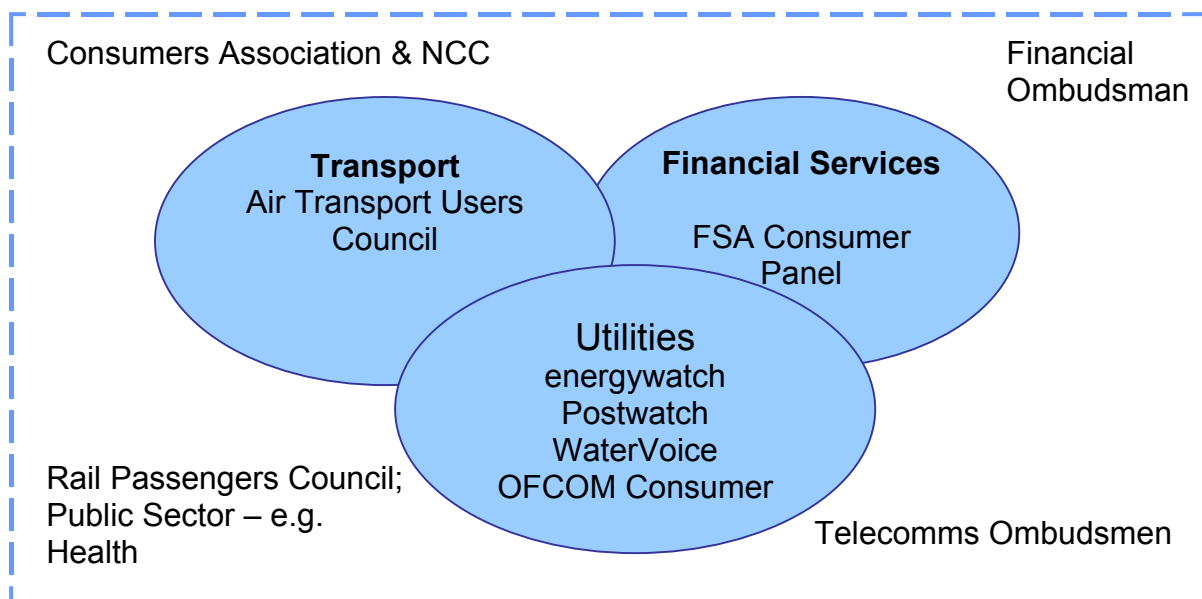 Consumers Association & NCC
Financial
Ombudsman
Transport
Air Transport Users
Council
Financial Services
FSA Consumer
Panel
Utilities
energywatch
Postwatch
WaterVoice
OFCOM Consumer
Rail Passengers Council;
Public Sector – e.g.
Health
Telecomms Ombudsmen